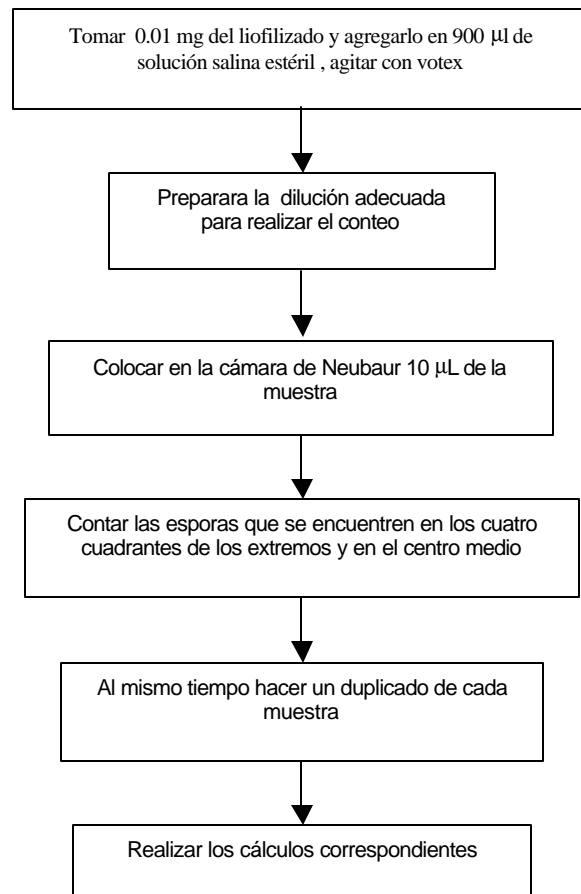 Tomar 0.01 mg del liofilizado y agregarlo en 900 µl de
solución salina estéril , agitar con votex
Preparara la dilución adecuada
para realizar el conteo
Colocar en la cámara de Neubaur 10 µL de la
muestra
Contar las esporas que se encuentren en los cuatro
cuadrantes de los extremos y en el centro medio
Al mismo tiempo hacer un duplicado de cada
muestra
Realizar los cálculos correspondientes